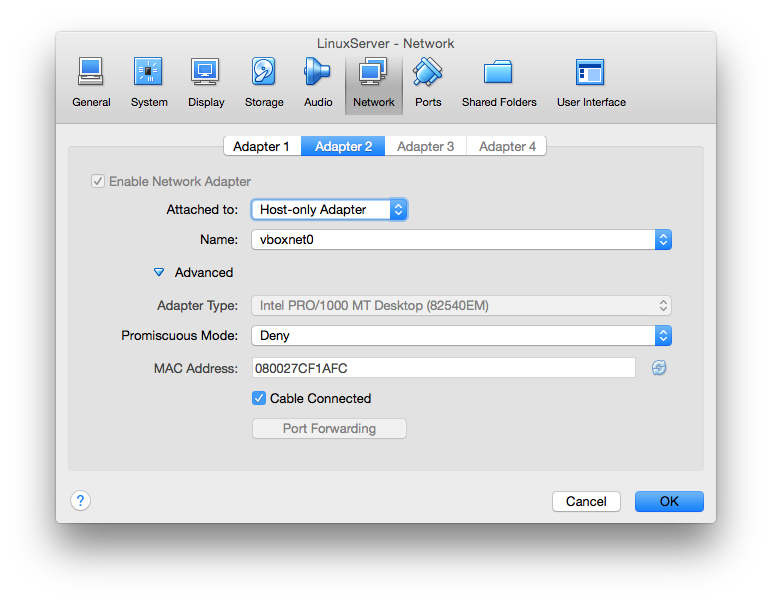 LinuxServer - Network
General System Display Storage Audio Network Ports Shared Folders User Interface
Adapter 1 Adapter 2 Adapter 3 Adapter 4
Enable Network Adapter
Attached to: Host-only Adapter
Name: vboxnet0
Advanced
Adapter Type: Intel PRO/1000 MT Desktop (82540EM)
Promiscuous Mode: Deny
MAC Address: 080027CF1AFC
Cable Connected
Port Forwarding
? Cancel OK